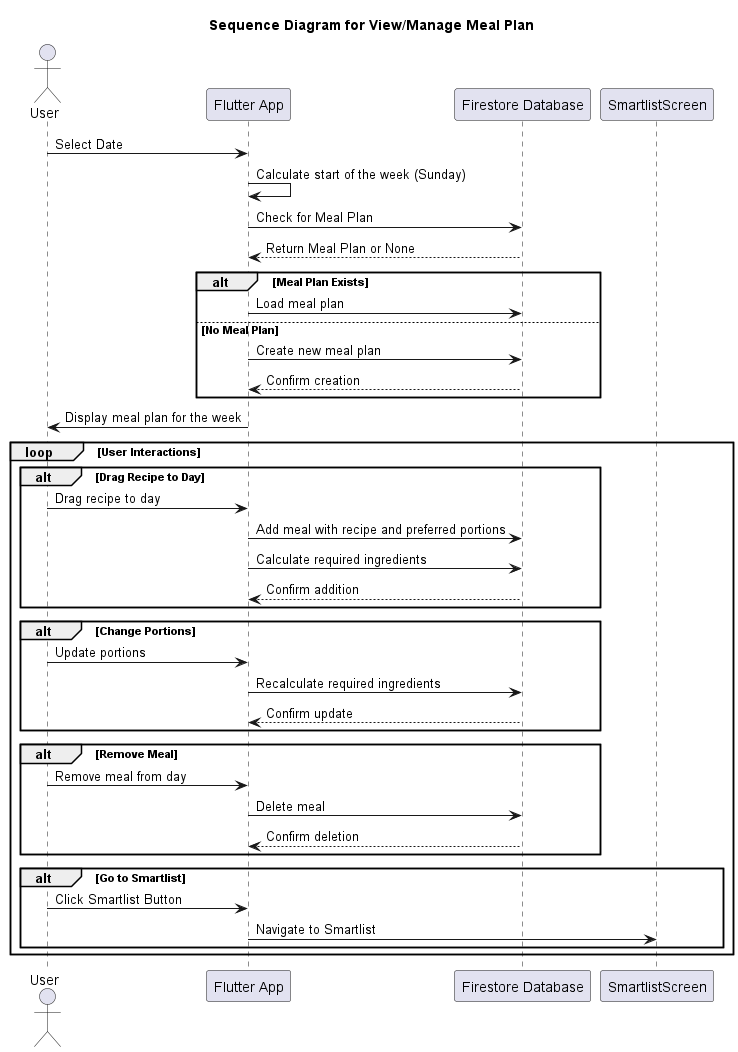 Sequence Diagram for View/Manage Meal Plan
User
Flutter App
Firestore Database
SmartlistScreen
Select Date
Calculate start of the week (Sunday)
Check for Meal Plan
Return Meal Plan or None
alt [Meal Plan Exists]
Load meal plan
[No Meal Plan]
Create new meal plan
Confirm creation
Display meal plan for the week
loop [User Interactions]
alt [Drag Recipe to Day]
Drag recipe to day
Add meal with recipe and preferred portions
Calculate required ingredients
Confirm addition
alt [Change Portions]
Update portions
Recalculate required ingredients
Confirm update
alt [Remove Meal]
Remove meal from day
Delete meal
Confirm deletion
alt [Go to Smartlist]
Click Smartlist Button
Navigate to Smartlist
User
Flutter App
Firestore Database
SmartlistScreen